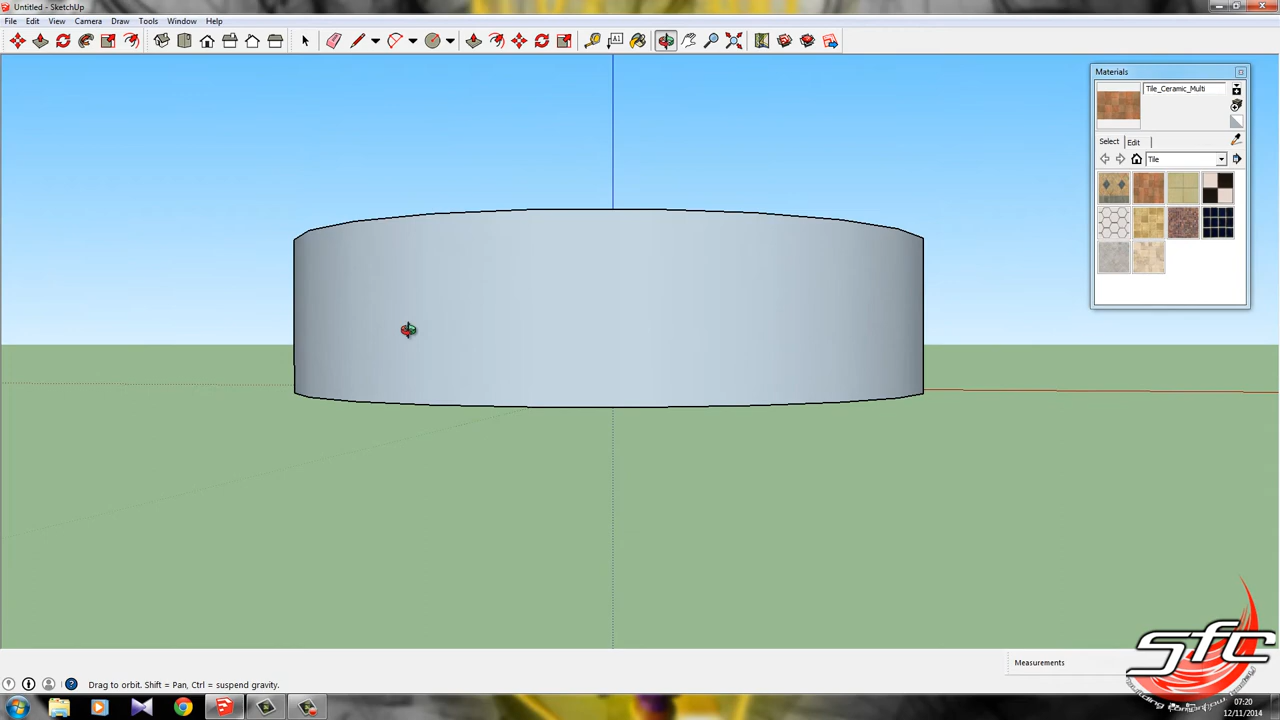 Untitled - SketchUp
File Edit View Camera Draw Tools Window Help
A1
Materials
Tile_Ceramic_Multi
Select Edit
Tile
Measurements
sfc
Drag to orbit. Shift = Pan, Ctrl = suspend gravity.
07:20
12/11/2014